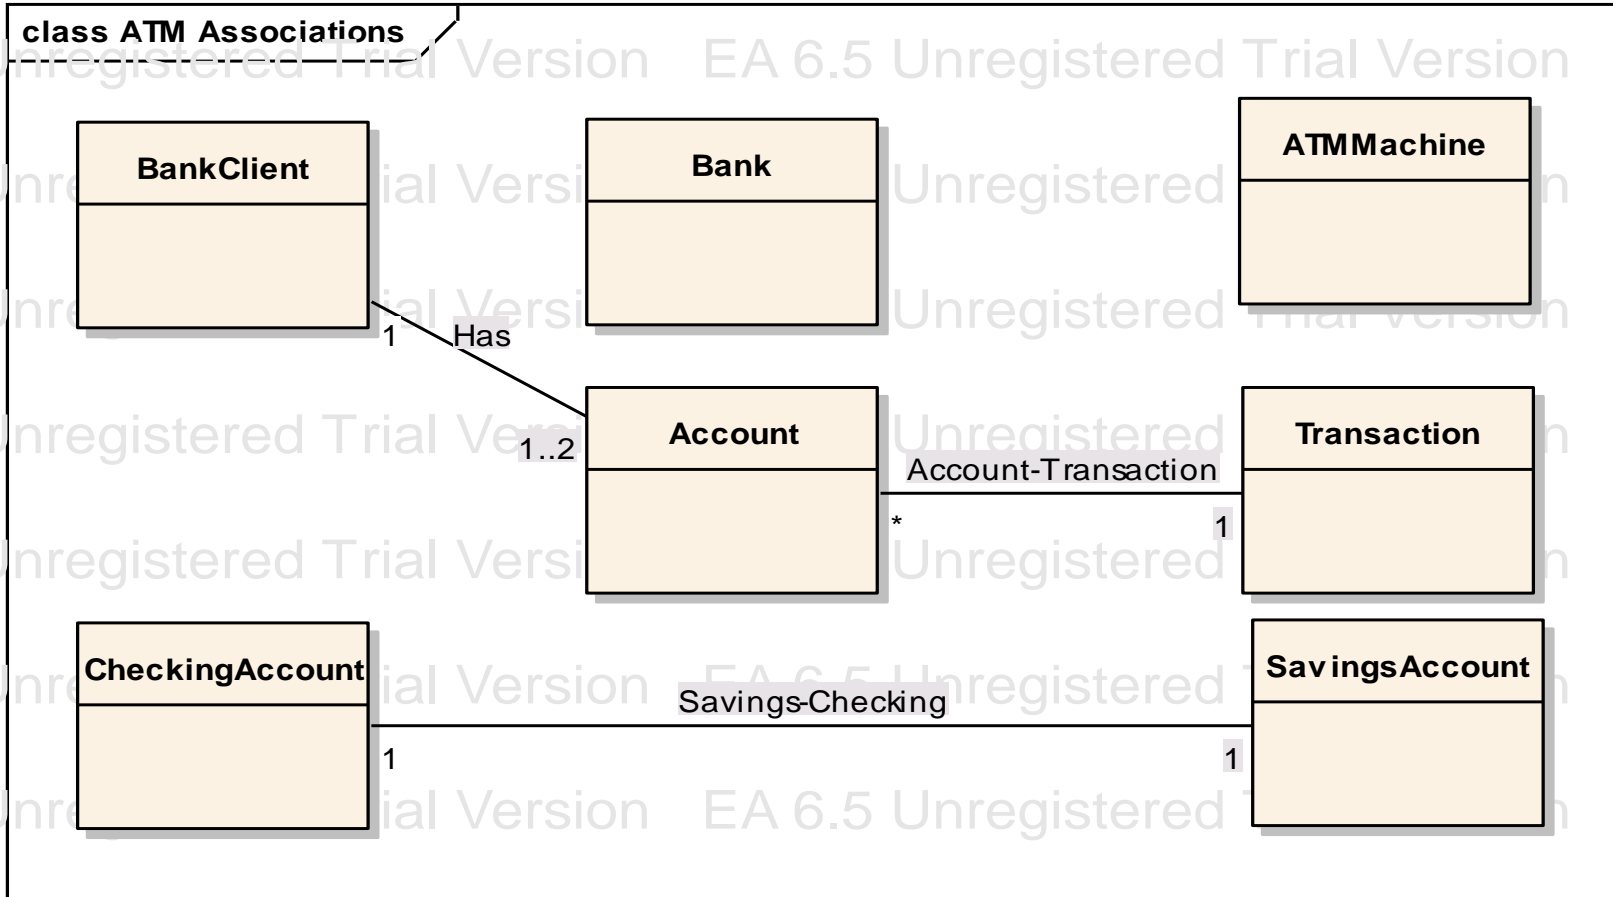 class ATM Associations
Unregistered Trial Version EA 6.5 Unregistered Trial Version
BankClient
Bank
ATMMachine
1
Has
1..2
Account
Transaction
Account-Transaction
*
1
CheckingAccount
SavingsAccount
Savings-Checking
1
1